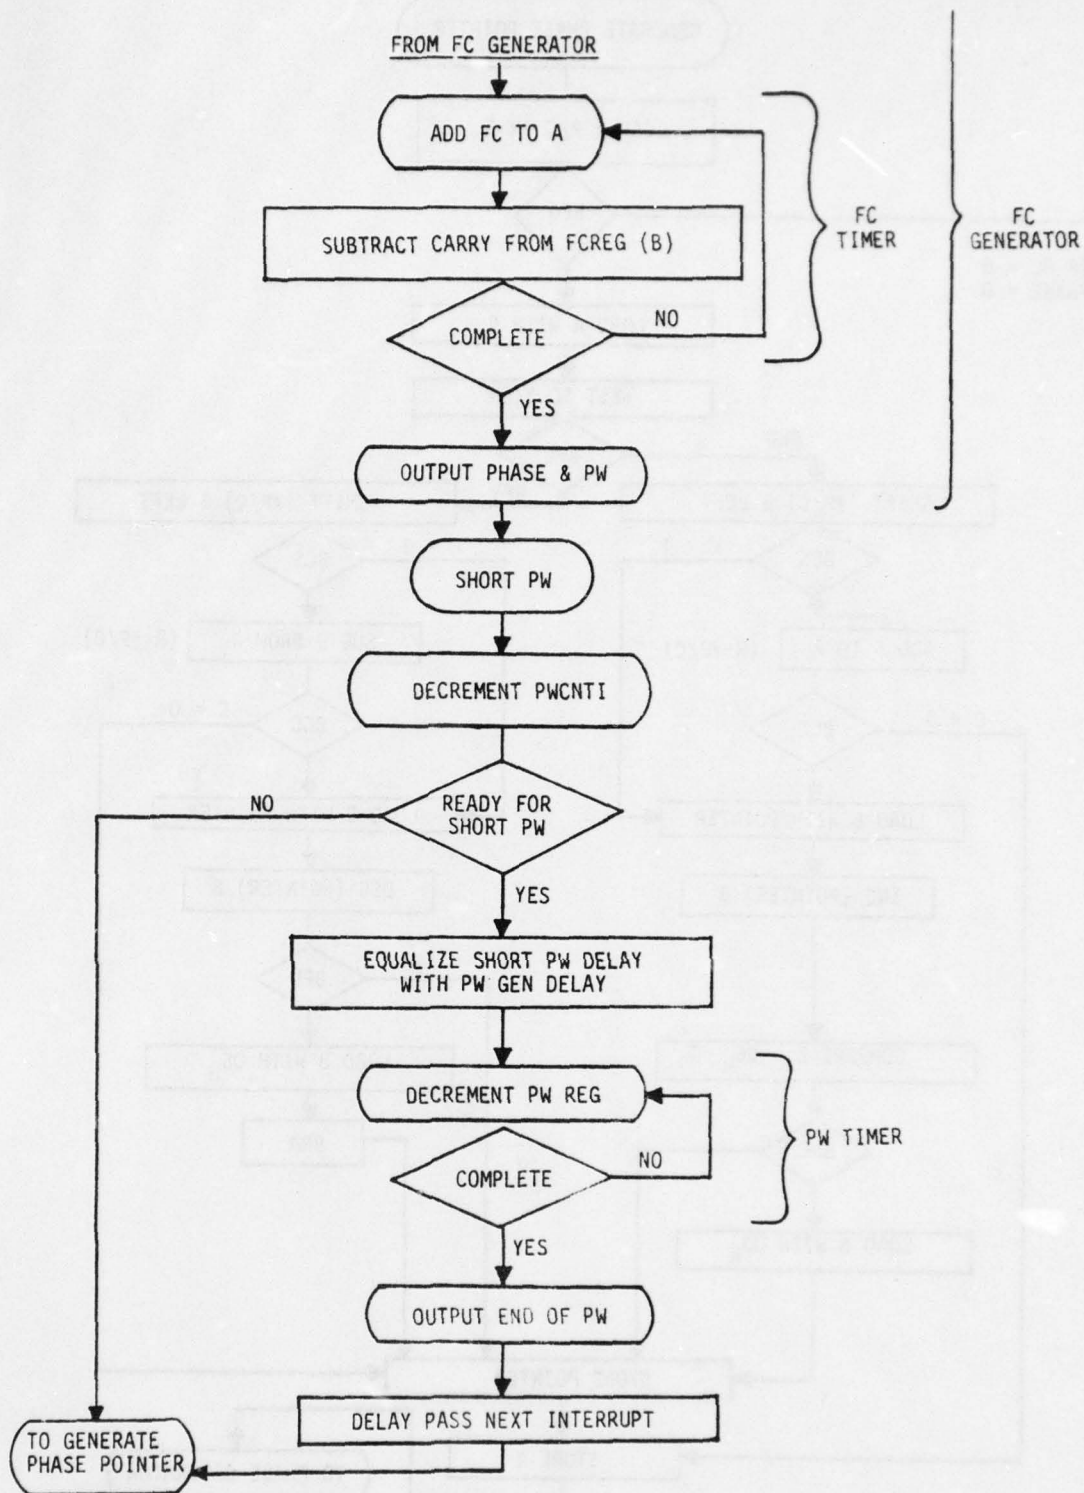 FROM FC GENERATOR
ADD FC TO A
SUBTRACT CARRY FROM FCREG (B)
COMPLETE
NO
YES
FC
TIMER
FC
GENERATOR
OUTPUT PHASE & PW
SHORT PW
DECREMENT PWCNTI
READY FOR
SHORT PW
NO
YES
EQUALIZE SHORT PW DELAY
WITH PW GEN DELAY
DECREMENT PW REG
COMPLETE
NO
PW TIMER
YES
OUTPUT END OF PW
DELAY PASS NEXT INTERRUPT
TO GENERATE
PHASE POINTER